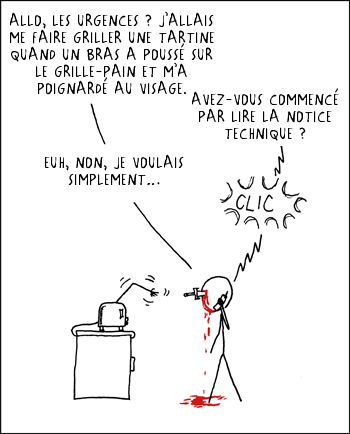 ALLO, LES URGENCES ? J'ALLAIS
ME FAIRE GRILLER UNE TARTINE
QUAND UN BRAS A POUSSÉ SUR
LE GRILLE-PAIN ET M'A
POIGNARDÉ AU VISAGE.
AVEZ-VOUS COMMENCÉ
PAR LIRE LA NOTICE
TECHNIQUE ?
EUH, NON, JE VOULAIS
SIMPLEMENT...
CLIC